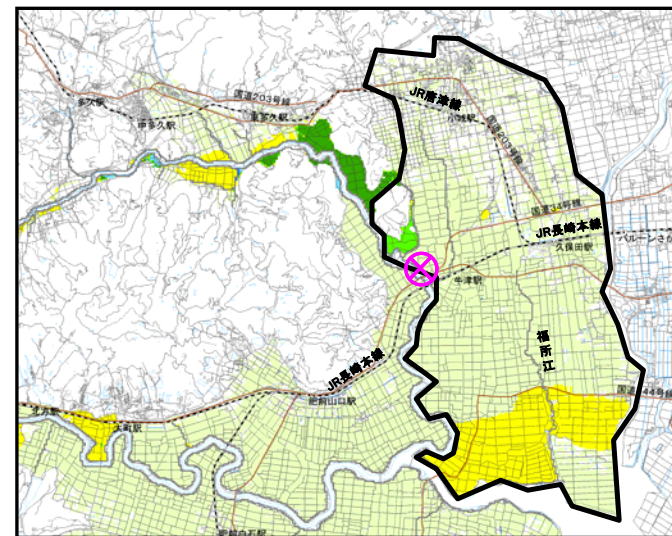 国道203号線
JR唐津線
多久駅
中多久駅
東多久駅
小城駅
国道203号線
国道34号線
JR長崎本線
久保田駅
バルーンさが
牛津駅
福所江
JR長崎本線
国道444号線
北方駅
大町駅
肥前山口駅
肥前白石駅